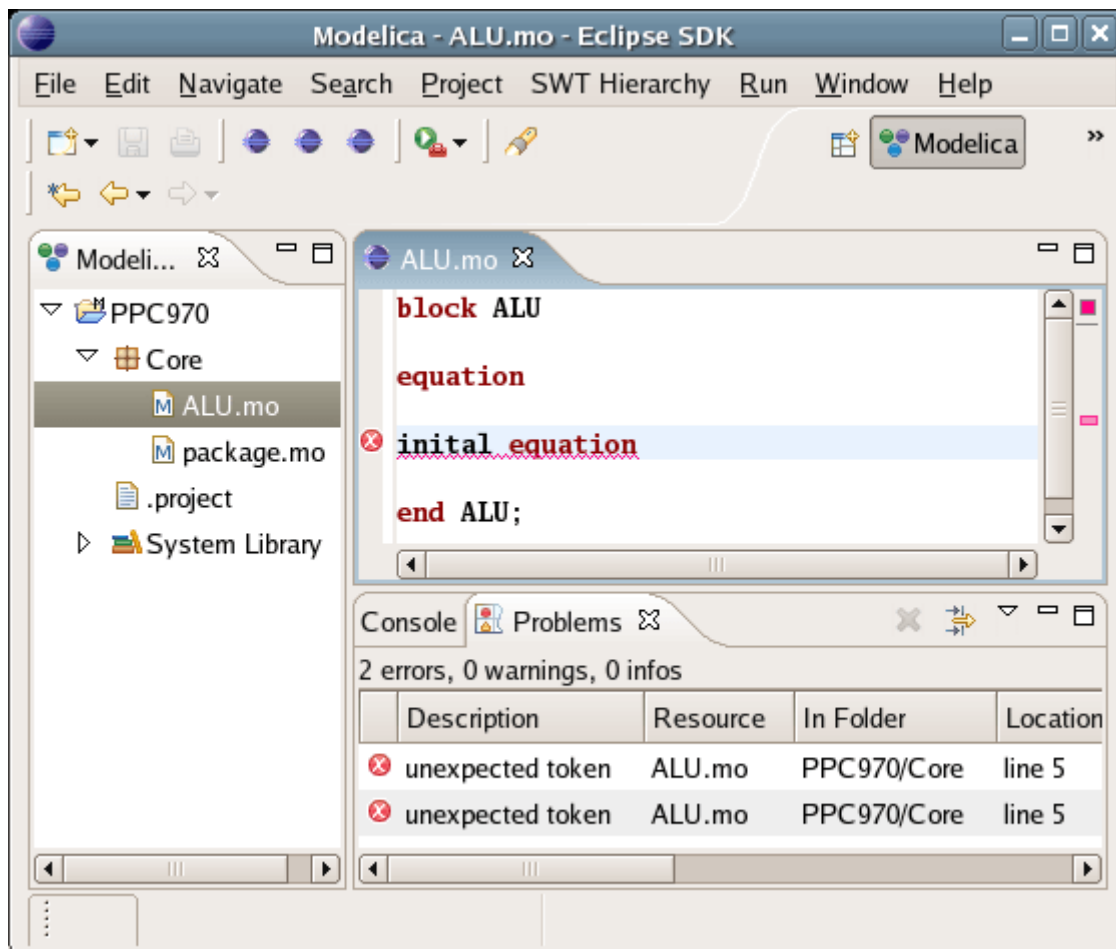 Modelica - ALU.mo - Eclipse SDK
File Edit Navigate Search Project SWT Hierarchy Run Window Help
Modelica »
Modeli...
PPC970
Core
ALU.mo
package.mo
.project
System Library
ALU.mo
block ALU
equation
inital equation
end ALU;
Console Problems
2 errors, 0 warnings, 0 infos
Description Resource In Folder Location
unexpected token ALU.mo PPC970/Core line 5
unexpected token ALU.mo PPC970/Core line 5